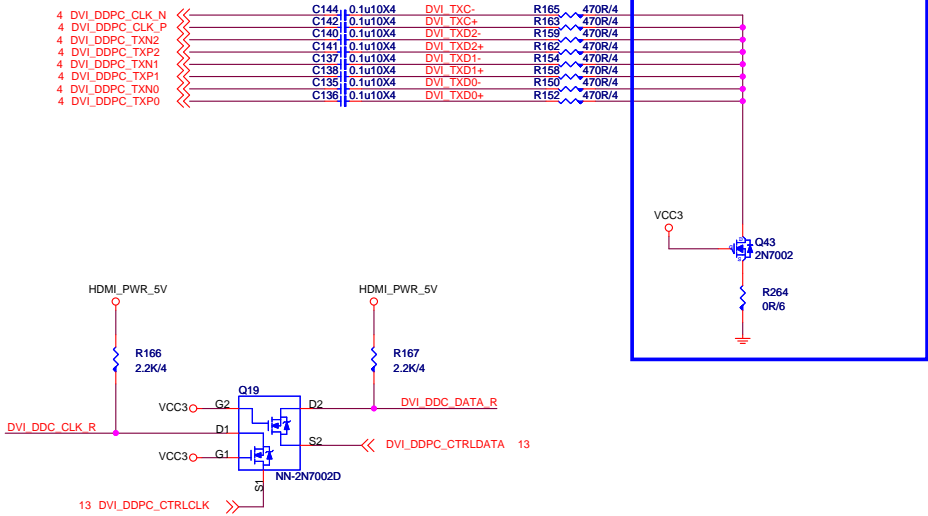 4 DVI_DDPC_CLK_N C144 0.1u10X4 DVI_TXC- R165 470R/4
4 DVI_DDPC_CLK_P C142 0.1u10X4 DVI_TXC+ R163 470R/4
4 DVI_DDPC_TXN2 C140 0.1u10X4 DVI_TXD2- R159 470R/4
4 DVI_DDPC_TXP2 C141 0.1u10X4 DVI_TXD2+ R162 470R/4
4 DVI_DDPC_TXN1 C137 0.1u10X4 DVI_TXD1- R154 470R/4
4 DVI_DDPC_TXP1 C138 0.1u10X4 DVI_TXD1+ R158 470R/4
4 DVI_DDPC_TXN0 C135 0.1u10X4 DVI_TXD0- R150 470R/4
4 DVI_DDPC_TXP0 C136 0.1u10X4 DVI_TXD0+ R152 470R/4
VCC3
Q43
2N7002
R264
0R/6
HDMI_PWR_5V HDMI_PWR_5V
R166 R167
2.2K/4 2.2K/4
Q19
VCC3 G2 D2 DVI_DDC_DATA_R
DVI_DDC_CLK_R D1
S2 DVI_DDPC_CTRLDATA 13
VCC3 G1
NN-2N7002D
S1
13 DVI_DDPC_CTRLCLK